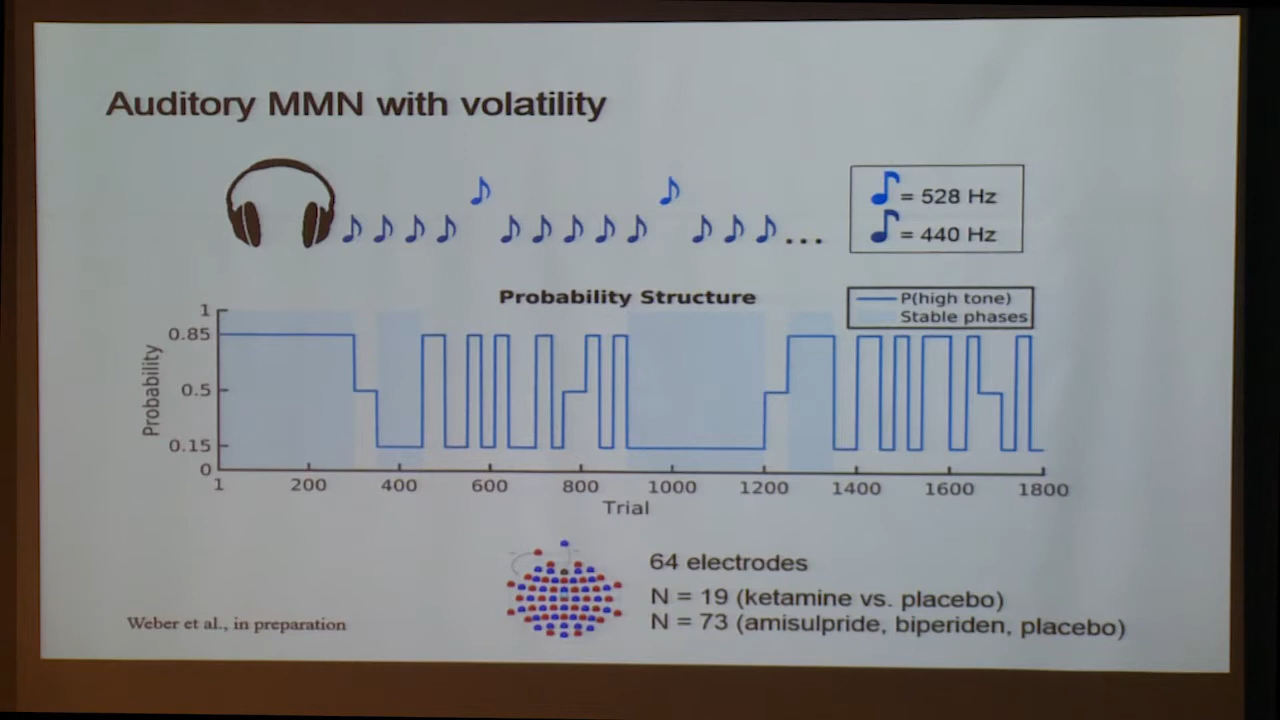 Auditory MMN with volatility
= 528 Hz
= 440 Hz
...
Probability Structure
P(high tone)
Stable phases
Probability
1
0.85
0.5
0.15
0
1 200 400 600 800 1000 1200 1400 1600 1800
Trial
64 electrodes
N = 19 (ketamine vs. placebo)
N = 73 (amisulpride, biperiden, placebo)
Weber et al., in preparation